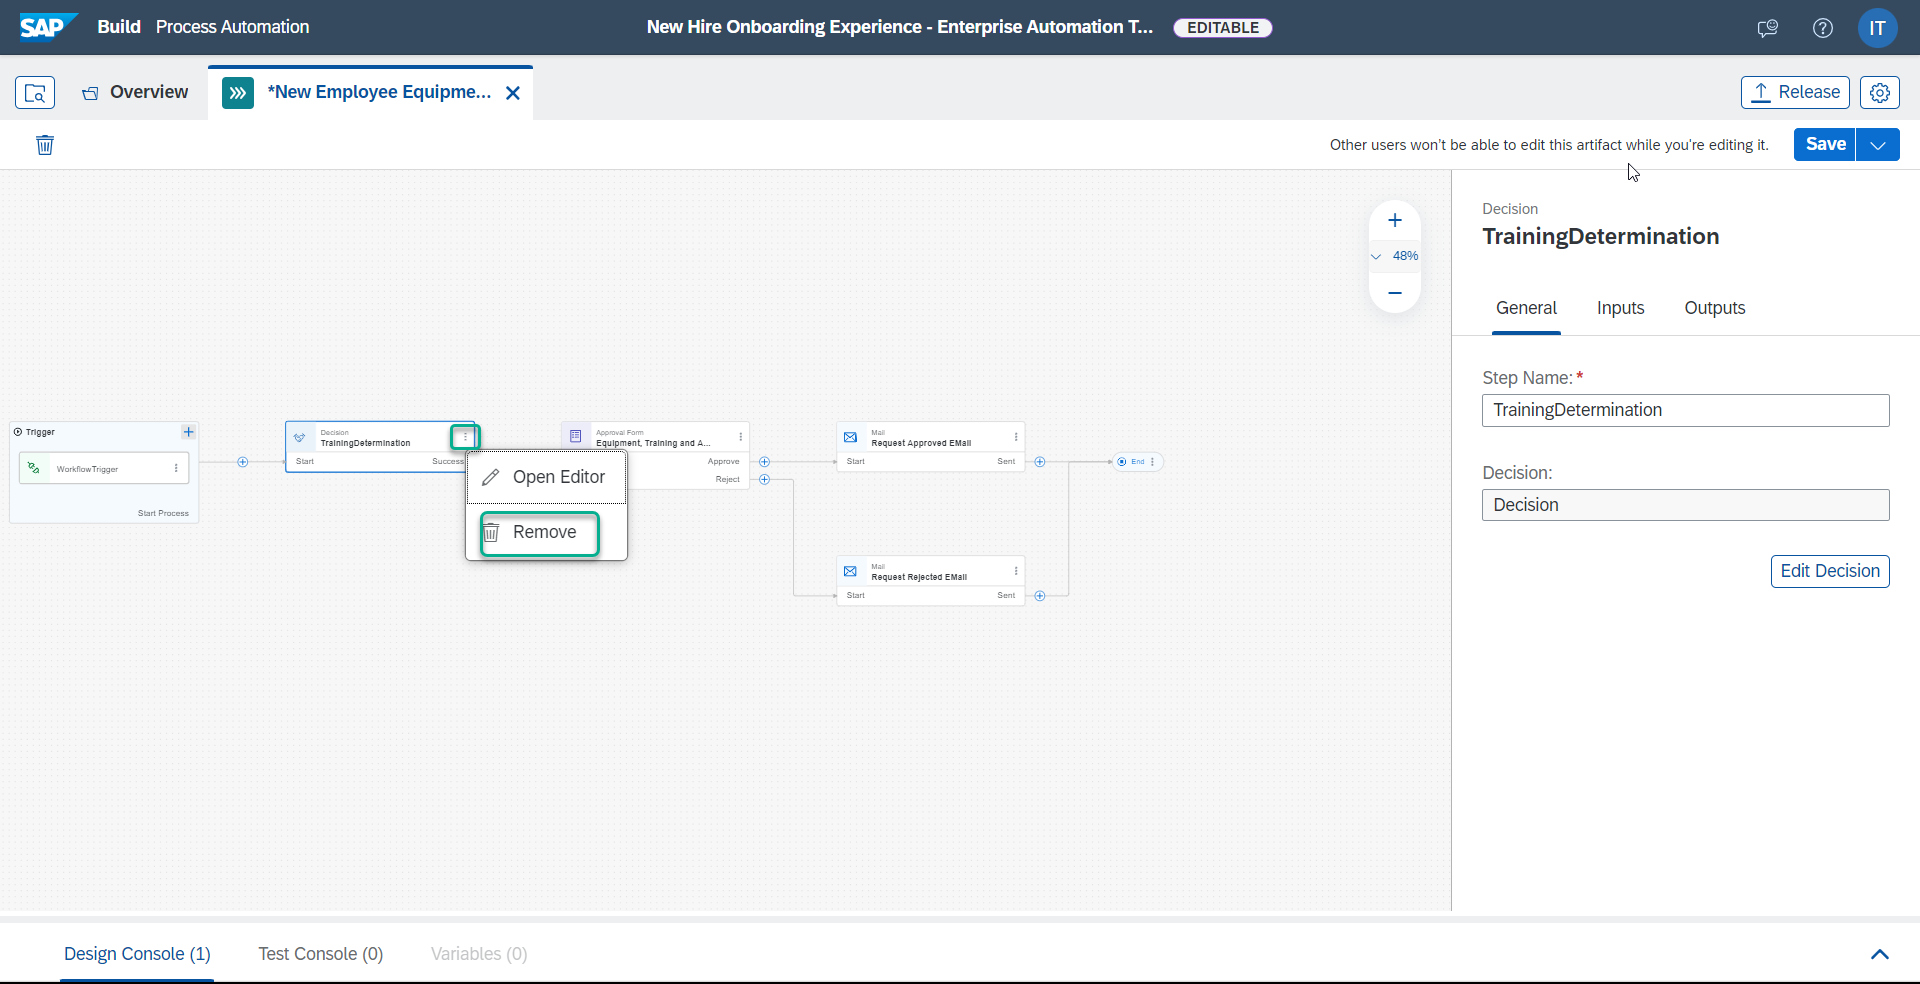 SAP Build Process Automation
New Hire Onboarding Experience - Enterprise Automation T...
EDITABLE
IT
Overview
*New Employee Equipme...
Release
Other users won't be able to edit this artifact while you're editing it.
Save
48%
Trigger
WorkflowTrigger
Start Process
Decision
TrainingDetermination
Start
Success
Open Editor
Remove
Approval Form
Equipment, Training and A...
Approve
Reject
Mail
Request Approved EMail
Start
Sent
Mail
Request Rejected EMail
Start
Sent
End
Decision
TrainingDetermination
General
Inputs
Outputs
Step Name:*
TrainingDetermination
Decision:
Decision
Edit Decision
Design Console (1)
Test Console (0)
Variables (0)